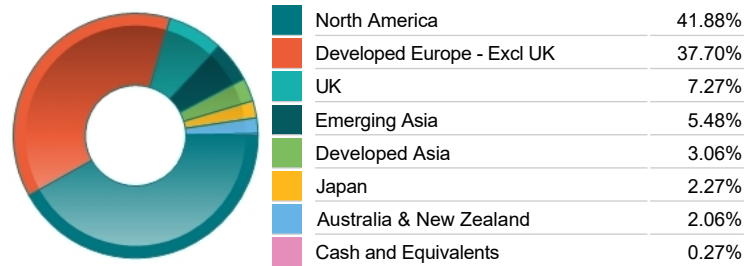 North America 41.88%
Developed Europe - Excl UK 37.70%
UK 7.27%
Emerging Asia 5.48%
Developed Asia 3.06%
Japan 2.27%
Australia & New Zealand 2.06%
Cash and Equivalents 0.27%